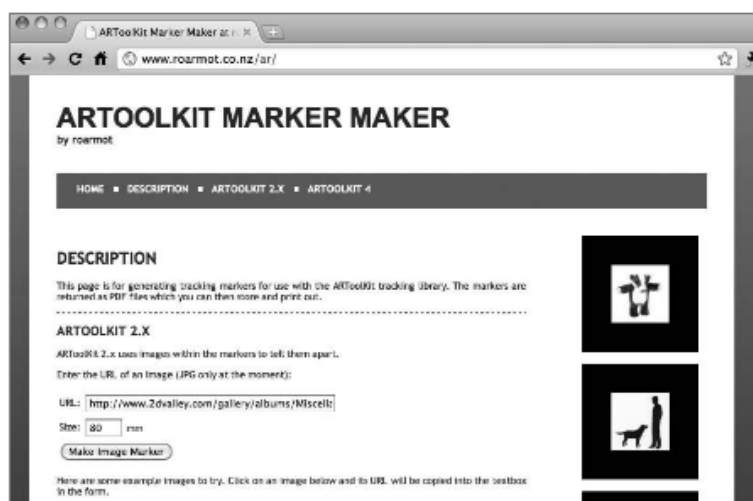 ARToolKit Marker Maker at r
www.roarmot.co.nz/ar/
ARTOOLKIT MARKER MAKER
by roarmot
HOME ▪ DESCRIPTION ▪ ARTOOLKIT 2.X ▪ ARTOOLKIT 4
DESCRIPTION
This page is for generating tracking markers for use with the ARToolKit tracking library. The markers are
returned as PDF files which you can then store and print out.
ARTOOLKIT 2.X
ARToolKit 2.x uses images within the markers to tell them apart.
Enter the URL of an image (JPG only at the moment):
URL: http://www.2dvalley.com/gallery/albums/Miscella
Size: 80 mm
Make Image Marker
Here are some example images to try. Click on an image below and its URL will be copied into the textbox
in the form.